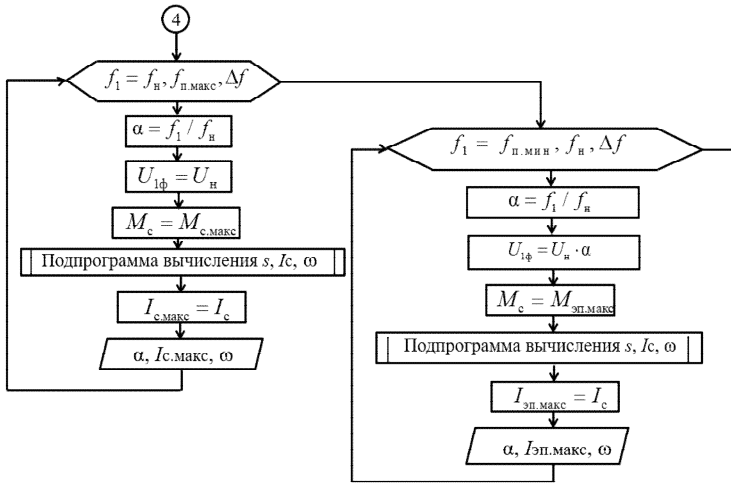 4
f₁ = fн, fп.макс, Δf
α = f₁ / fн
U₁ф = Uн
Mс = Mс.макс
Подпрограмма вычисления s, Iс, ω
Iс.макс = Iс
α, Iс.макс, ω
f₁ = fп.мин, fн, Δf
α = f₁ / fн
U₁ф = Uн · α
Mс = Mэп.макс
Подпрограмма вычисления s, Iс, ω
Iэп.макс = Iс
α, Iэп.макс, ω